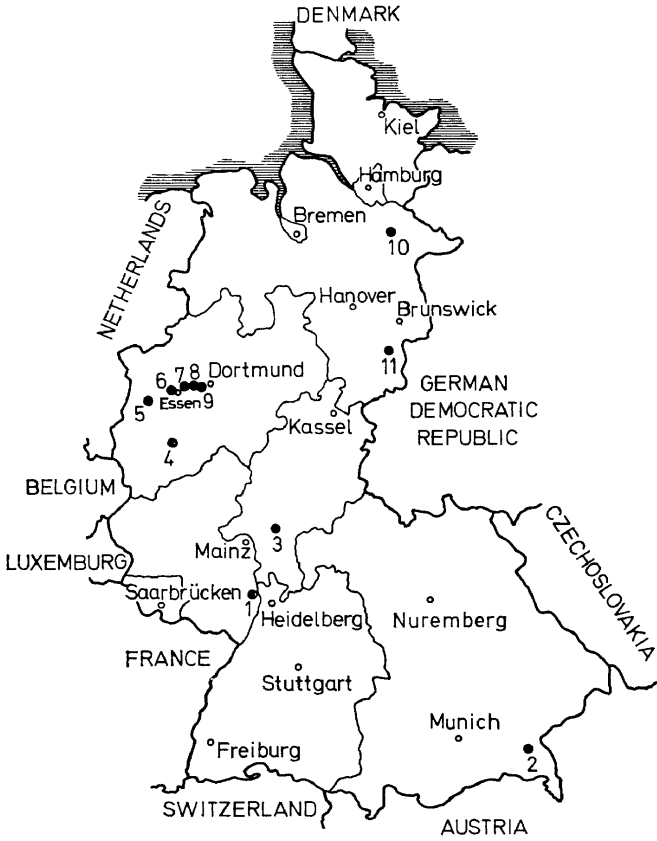 DENMARK
Kiel
Hamburg
Bremen
10
NETHERLANDS
Hanover
Brunswick
11
6 7 8 Dortmund
Essen 9
5
4
GERMAN
DEMOCRATIC
REPUBLIC
Kassel
BELGIUM
CZECHOSLOVAKIA
3
Mainz
LUXEMBURG
Saarbrücken
1
Heidelberg
Nuremberg
FRANCE
Stuttgart
Munich
Freiburg
2
SWITZERLAND
AUSTRIA